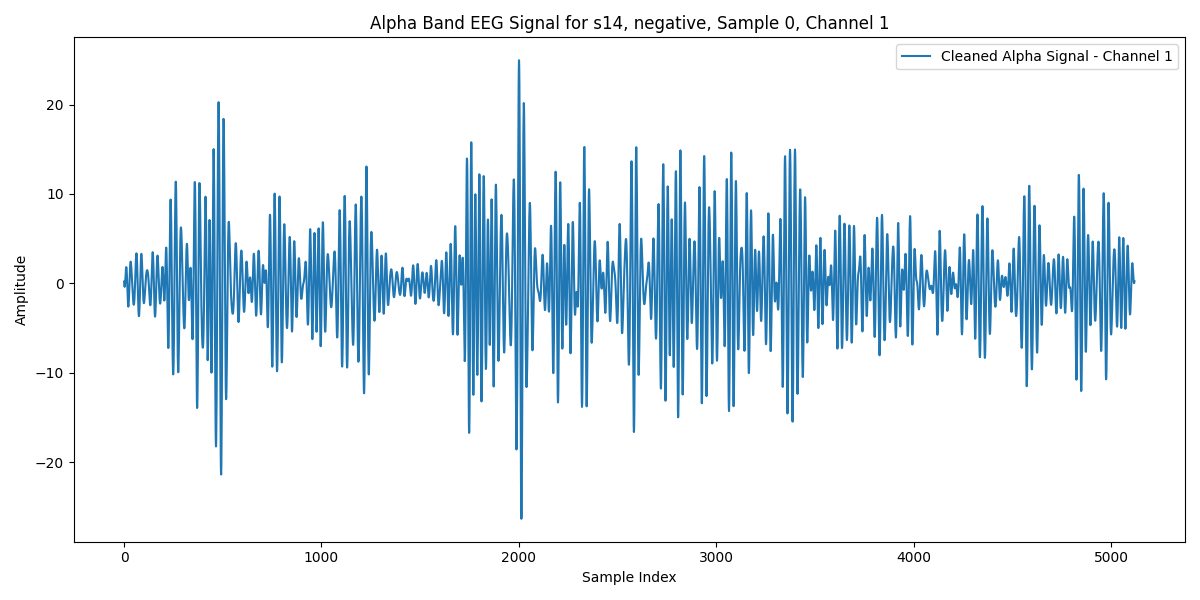 Alpha Band EEG Signal for s14, negative, Sample 0, Channel 1
Cleaned Alpha Signal - Channel 1
Amplitude
20
10
0
−10
−20
0 1000 2000 3000 4000 5000
Sample Index